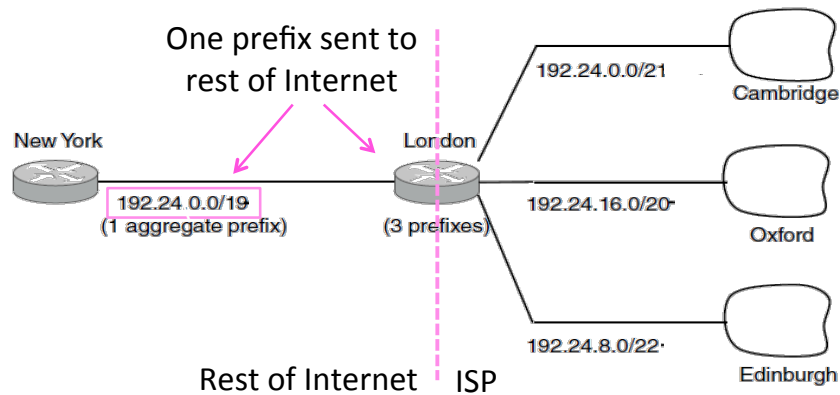 One prefix sent to
rest of Internet
192.24.0.0/21
Cambridge
New York
London
192.24.0.0/19
(1 aggregate prefix)
(3 prefixes)
192.24.16.0/20
Oxford
192.24.8.0/22
Edinburgh
Rest of Internet
ISP